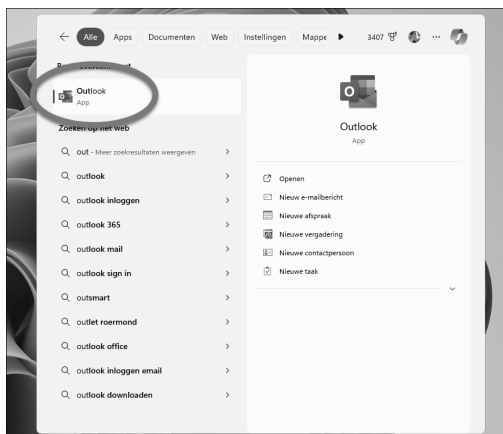 Alle Apps Documenten Web Instellingen Mappe 3407
Outlook
App
Zoeken op het web
out - Meer zoekresultaten weergeven
outlook
outlook inloggen
outlook 365
outlook mail
outlook sign in
outsmart
outlet roermond
outlook office
outlook inloggen email
outlook downloaden
O
Outlook
App
Openen
Nieuw e-mailbericht
Nieuwe afspraak
Nieuwe vergadering
Nieuwe contactpersoon
Nieuwe taak